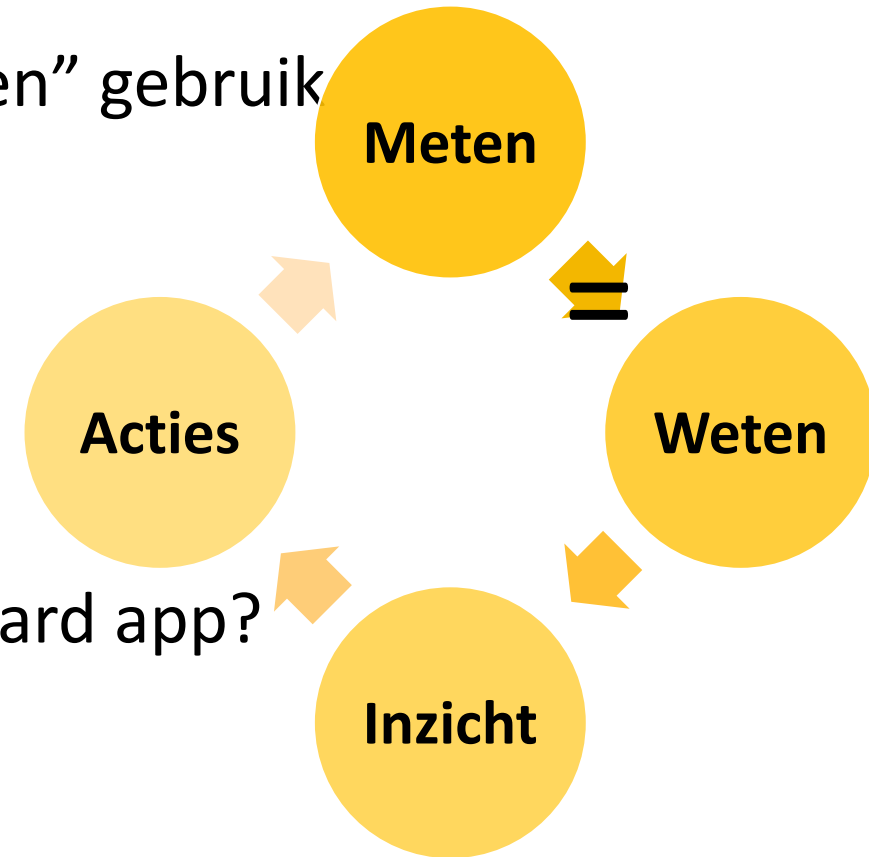 en” gebruik
Meten
=
Acties
Weten
ard app?
Inzicht